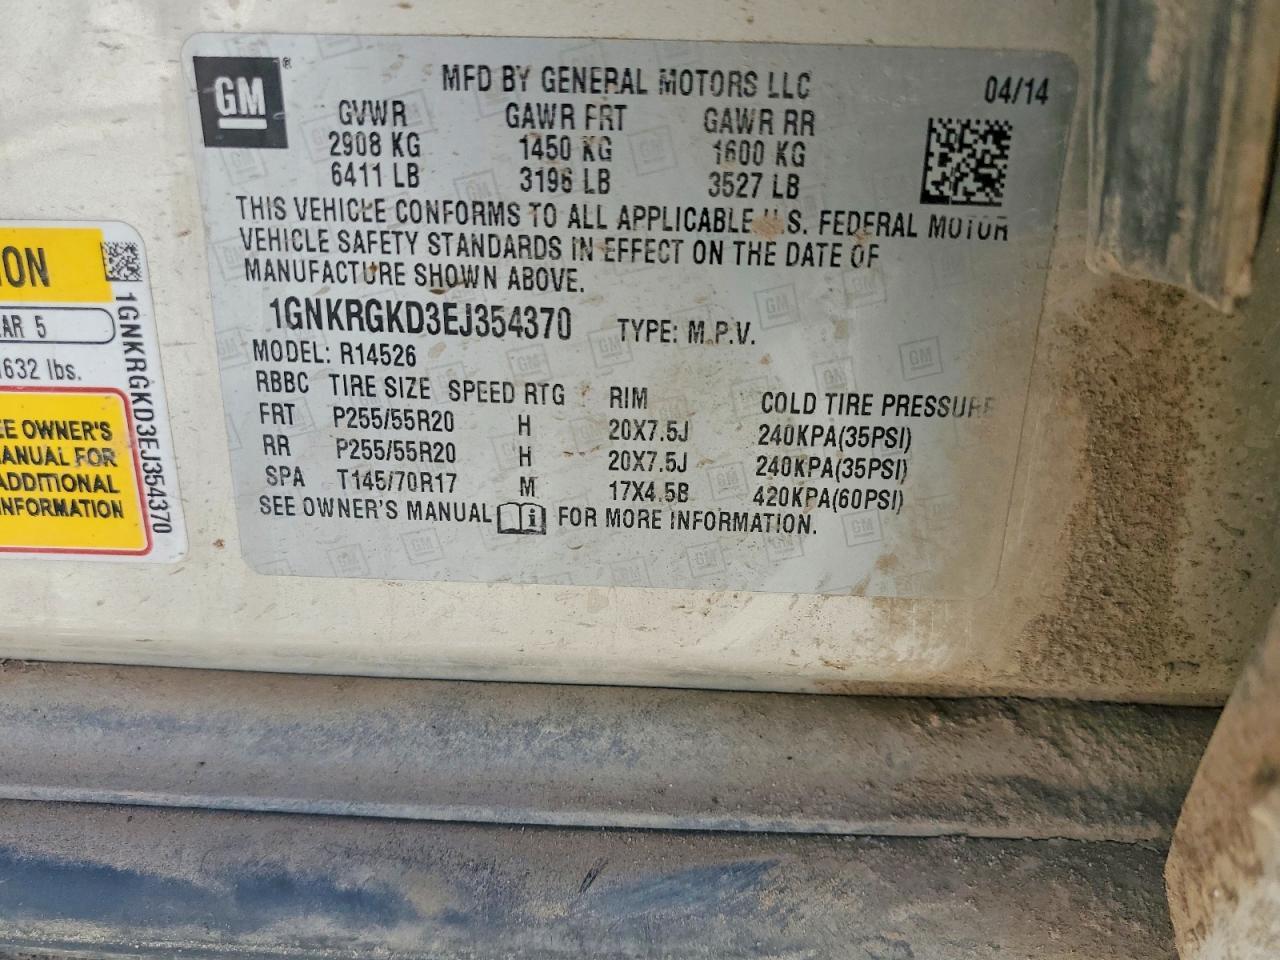 GM
®
MFD BY GENERAL MOTORS LLC
04/14
GVWR GAWR FRT GAWR RR
2908 KG 1450 KG 1600 KG
6411 LB 3196 LB 3527 LB
THIS VEHICLE CONFORMS TO ALL APPLICABLE U.S. FEDERAL MOTOR
VEHICLE SAFETY STANDARDS IN EFFECT ON THE DATE OF
MANUFACTURE SHOWN ABOVE.
1GNKRGKD3EJ354370 TYPE: M.P.V.
MODEL: R14526
RBBC TIRE SIZE SPEED RTG RIM COLD TIRE PRESSURE
FRT P255/55R20 H 20X7.5J 240KPA(35PSI)
RR P255/55R20 H 20X7.5J 240KPA(35PSI)
SPA T145/70R17 M 17X4.5B 420KPA(60PSI)
SEE OWNER'S MANUAL i FOR MORE INFORMATION.
ION
AR 5
632 lbs.
EE OWNER'S
ANUAL FOR
ADDITIONAL
NFORMATION
1GNKRGKD3EJ354370